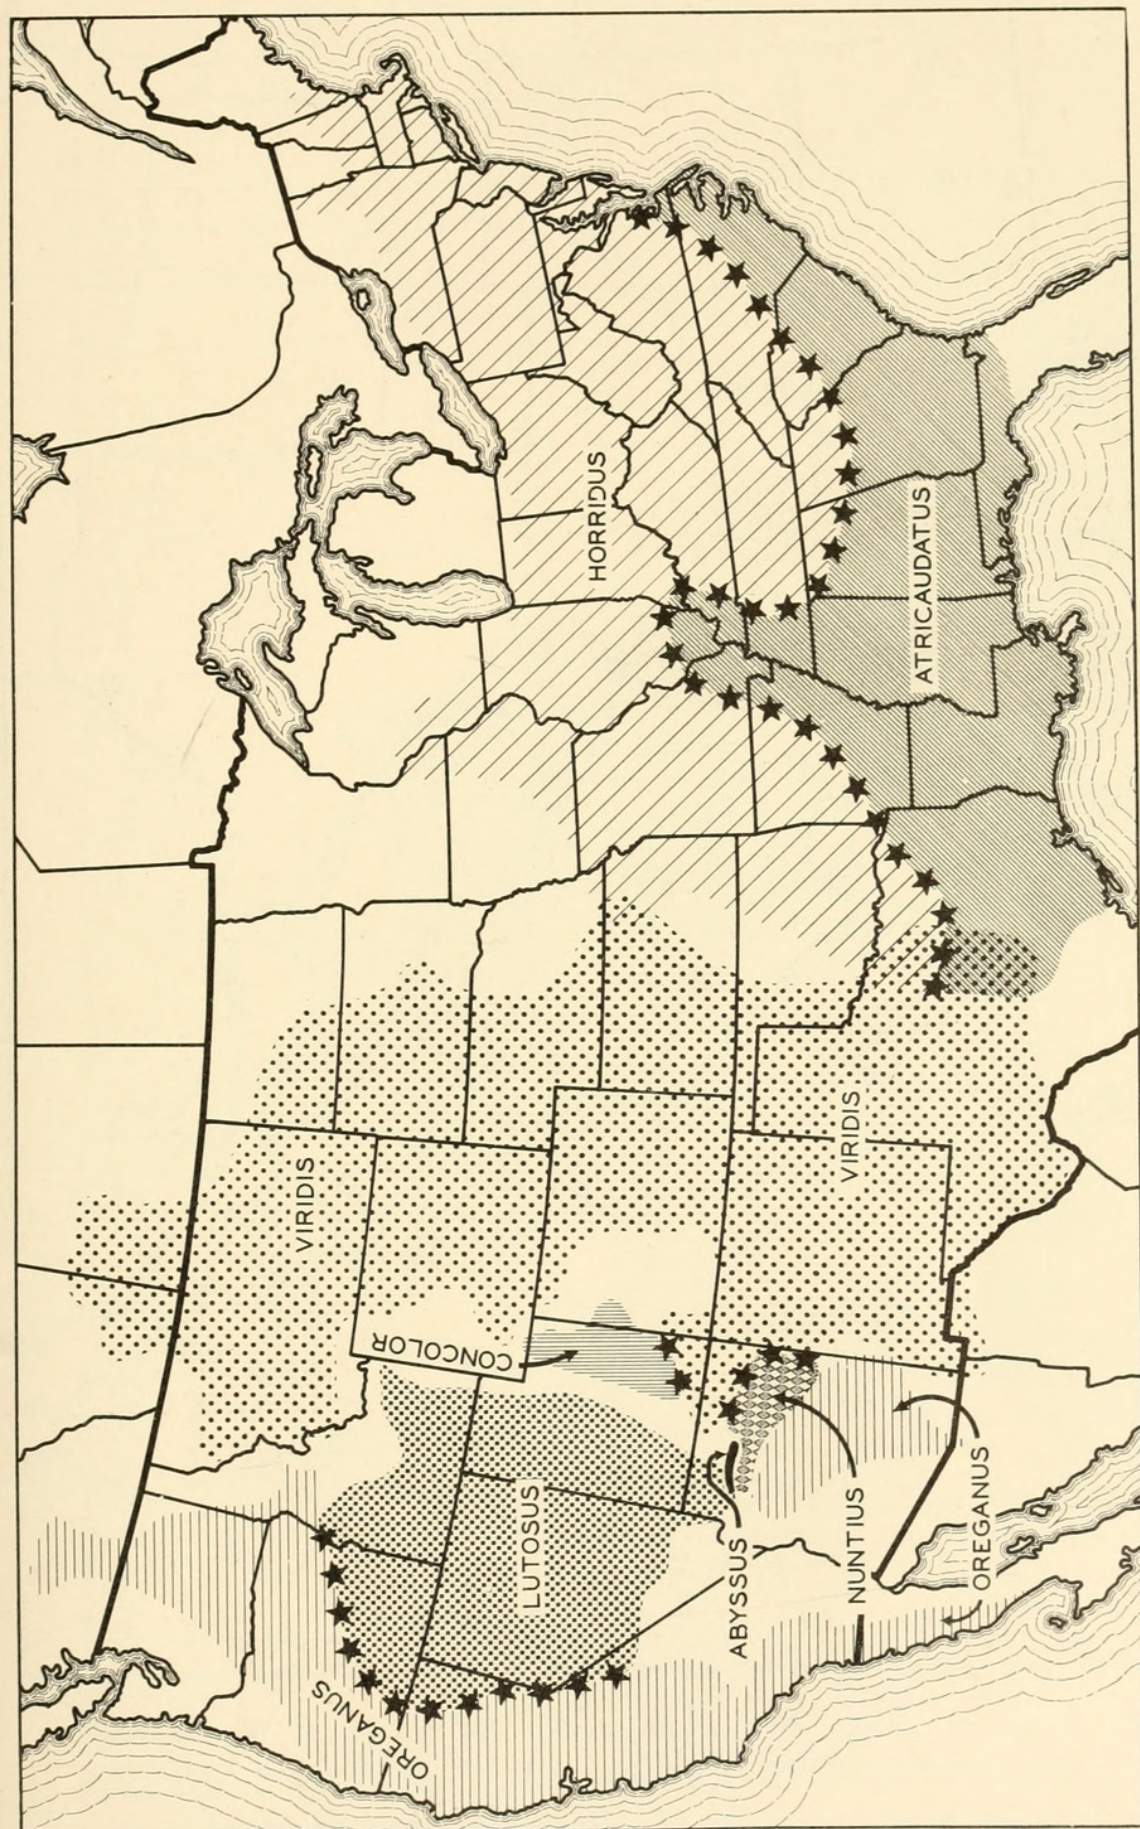 OREGANUS
LUTOSUS
CONCOLOR
VIRIDIS
HORRIDUS
ABYSSUS
NUNTIUS
OREGANUS
VIRIDIS
ATRICAUDATUS